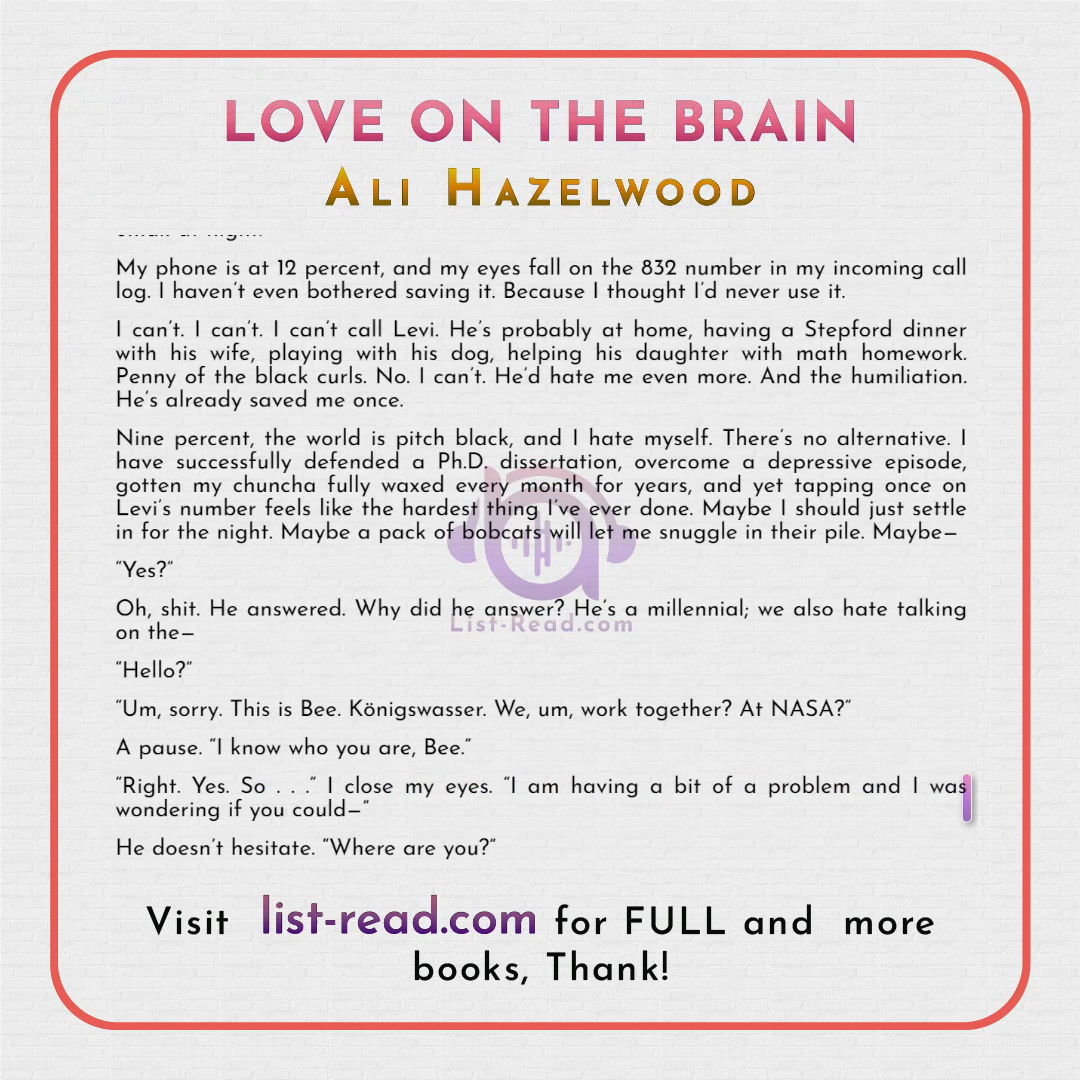 LOVE ON THE BRAIN
ALI HAZELWOOD
My phone is at 12 percent, and my eyes fall on the 832 number in my incoming call
log. I haven't even bothered saving it. Because I thought I'd never use it.
I can't. I can't. I can't call Levi. He's probably at home, having a Stepford dinner
with his wife, playing with his dog, helping his daughter with math homework.
Penny of the black curls. No. I can't. He'd hate me even more. And the humiliation.
He's already saved me once.
Nine percent, the world is pitch black, and I hate myself. There's no alternative. I
have successfully defended a Ph.D. dissertation, overcome a depressive episode,
gotten my chuncha fully waxed every month for years, and yet tapping once on
Levi's number feels like the hardest thing I've ever done. Maybe I should just settle
in for the night. Maybe a pack of bobcats will let me snuggle in their pile. Maybe—
"Yes?"
Oh, shit. He answered. Why did he answer? He's a millennial; we also hate talking
on the—
List-Read.com
"Hello?"
"Um, sorry. This is Bee. Königswasser. We, um, work together? At NASA?"
A pause. "I know who you are, Bee."
"Right. Yes. So . . ." I close my eyes. "I am having a bit of a problem and I was
wondering if you could—"
He doesn't hesitate. "Where are you?"
Visit list-read.com for FULL and more
books, Thank!